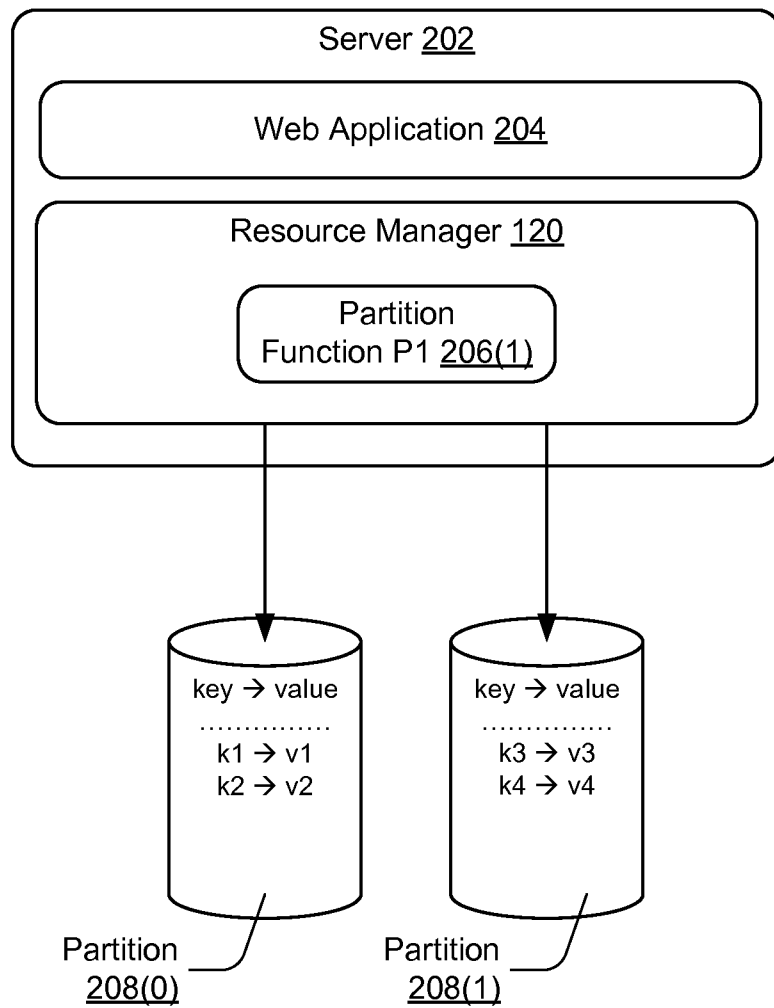 Server 202
Web Application 204
Resource Manager 120
Partition
Function P1 206(1)
key → value
...............
k1 → v1
k2 → v2
key → value
...............
k3 → v3
k4 → v4
Partition
208(0)
Partition
208(1)